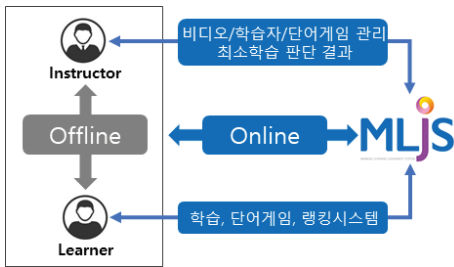 비디오/학습자/단어게임 관리
최소학습 판단 결과
Instructor
Offline
Online
MLjS
학습, 단어게임, 랭킹시스템
Learner